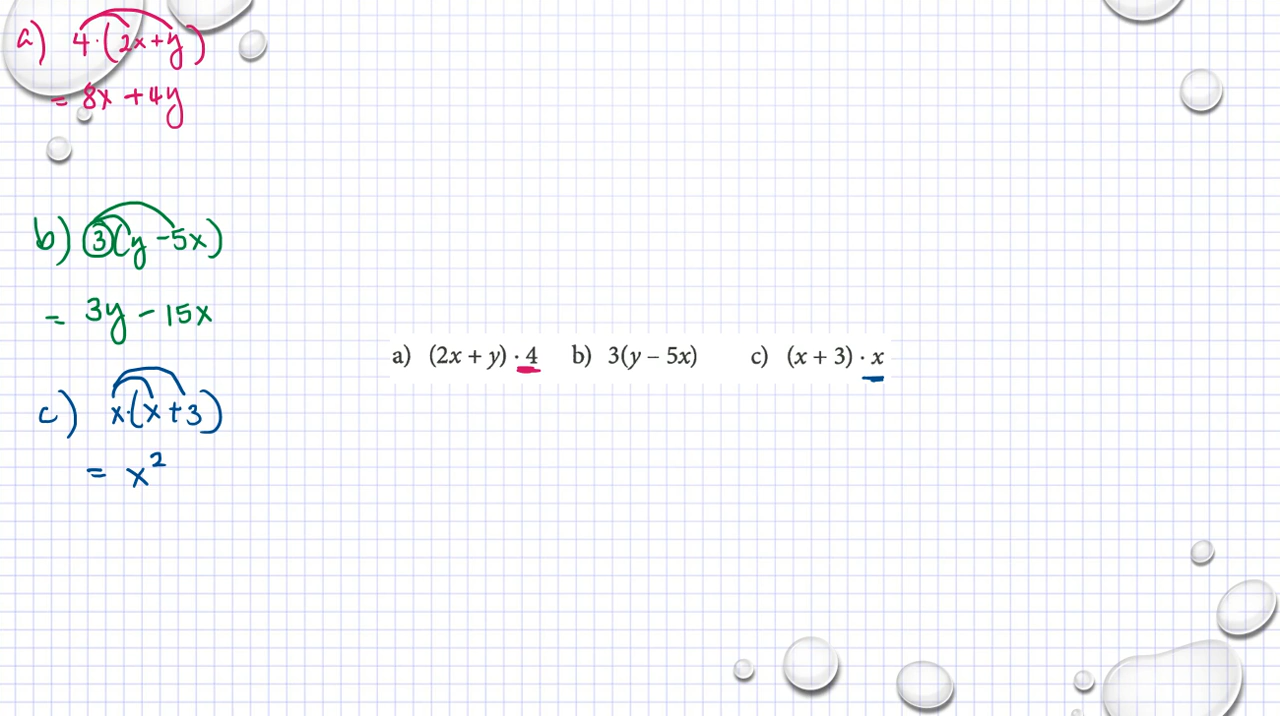 a) 4·(2x+y)
= 8x +4y
b) 3(y -5x)
= 3y - 15x
a) (2x + y) · 4 b) 3(y – 5x) c) (x + 3) · x
c) x·(x+3)
= x²